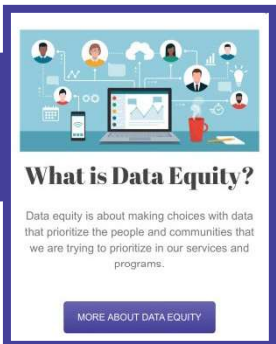 What is Data Equity?
Data equity is about making choices with data
that prioritize the people and communities that
we are trying to prioritize in our services and
programs.
MORE ABOUT DATA EQUITY